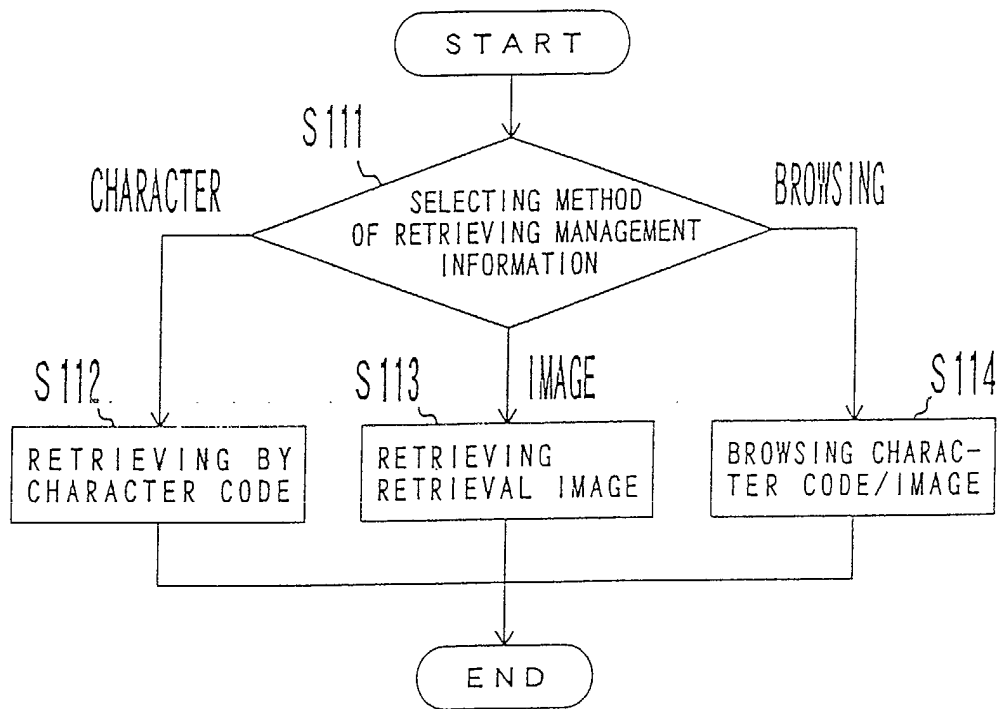 START
S111
CHARACTER
BROWSING
SELECTING METHOD
OF RETRIEVING MANAGEMENT
INFORMATION
S112
S113
IMAGE
S114
RETRIEVING BY
CHARACTER CODE
RETRIEVING
RETRIEVAL IMAGE
BROWSING CHARAC-
TER CODE/IMAGE
END